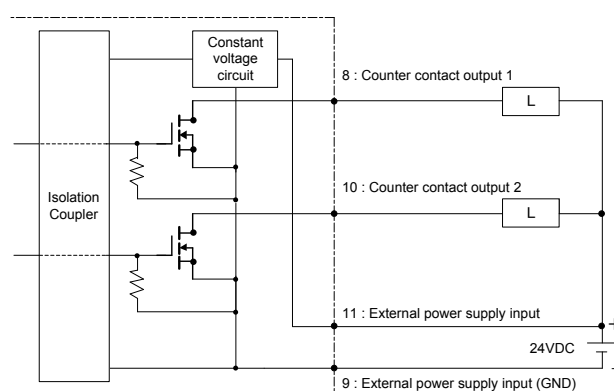 Constant
voltage
circuit
8 : Counter contact output 1
L
10 : Counter contact output 2
L
Isolation
Coupler
11 : External power supply input
+
24VDC
-
9 : External power supply input (GND)